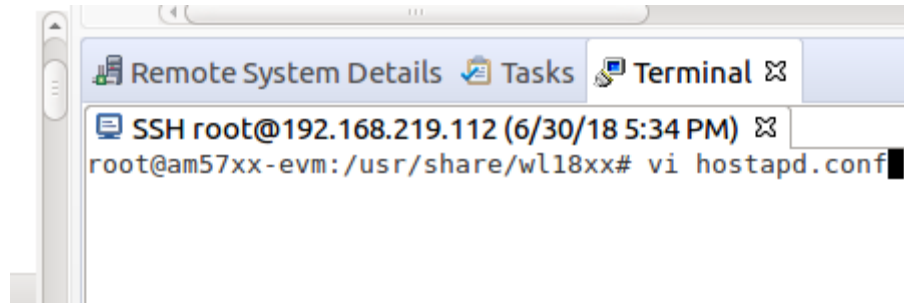 Remote System Details Tasks Terminal
SSH root@192.168.219.112 (6/30/18 5:34 PM)
root@am57xx-evm:/usr/share/wl18xx# vi hostapd.conf